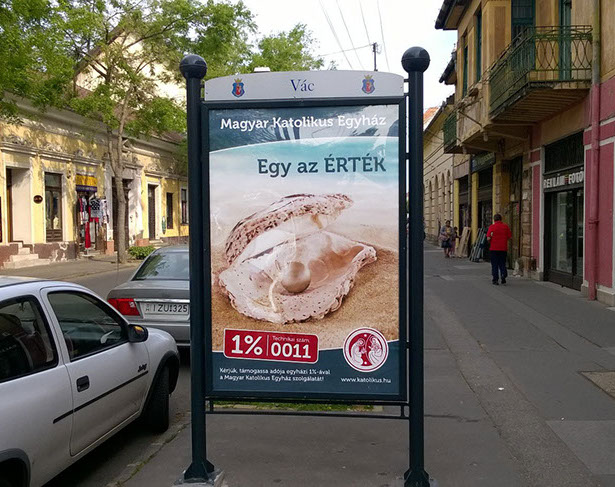 Vác
Magyar Katolikus Egyház
Egy az ÉRTÉK
1%
Technikai szám
0011
Kérjük, támogassa adója egyházi 1%-ával
a Magyar Katolikus Egyház szolgálatát!
www.katolikus.hu